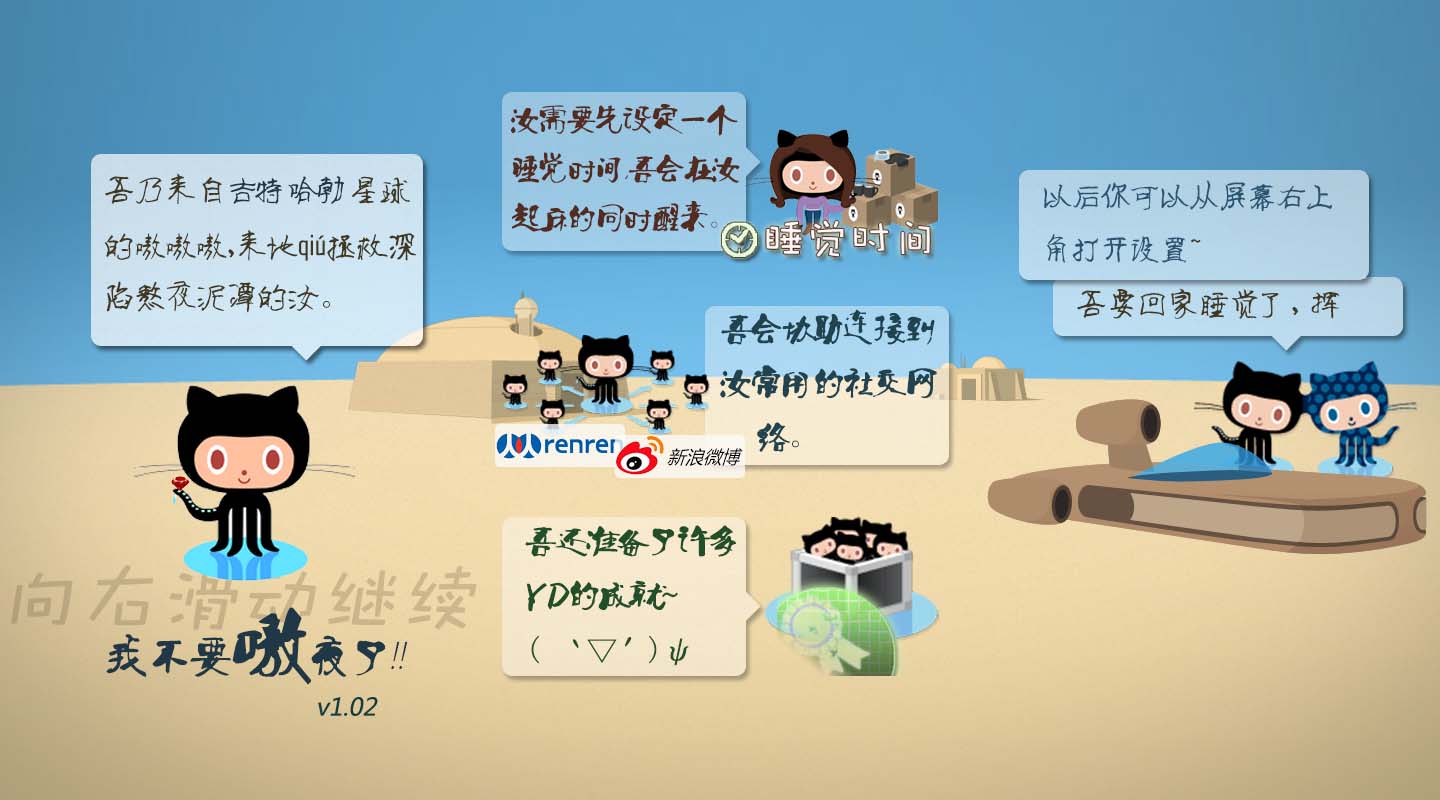 吾乃来自吉特哈勃星球
的嗷嗷嗷,来地qiú拯救深
陷熬夜泥潭的汝。
向右滑动继续
我不要嗷夜了!!
v1.02
汝需要先设定一个
睡觉时间,吾会在汝
起床的同时醒来。
睡觉时间
吾会协助连接到
汝常用的社交网
络。
renren
新浪微博
吾还准备了许多
YD的成就~
( ‵▽′)ψ
以后你可以从屏幕右上
角打开设置~
吾要回家睡觉了,挥